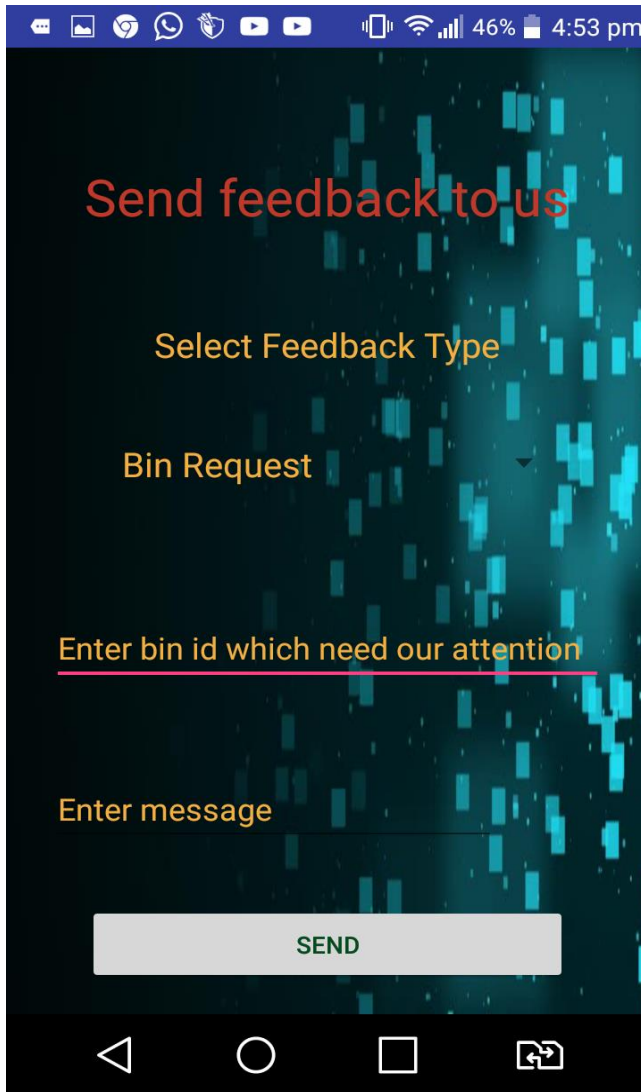 46% 4:53 pm
Send feedback to us
Select Feedback Type
Bin Request
Enter bin id which need our attention
Enter message
SEND